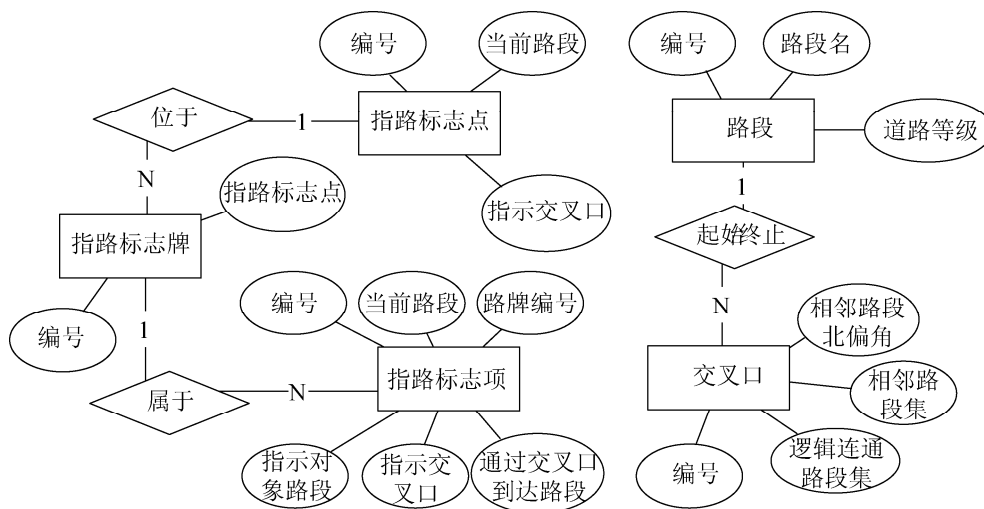 编号
当前路段
编号
路段名
位于
1
指路标志点
路段
道路等级
N
指路标志点
1
指示交叉口
指路标志牌
起始终止
编号
当前路段
路牌编号
N
相邻路段
北偏角
编号
1
指路标志项
交叉口
相邻路
段集
属于
N
指示对
象路段
指示交
叉口
通过交叉口
到达路段
编号
逻辑连通
路段集